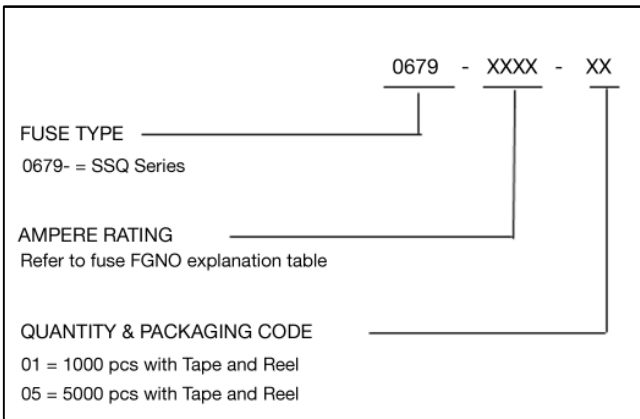 0679 - XXXX - XX
FUSE TYPE
0679- = SSQ Series
AMPERE RATING
Refer to fuse FGNO explanation table
QUANTITY & PACKAGING CODE
01 = 1000 pcs with Tape and Reel
05 = 5000 pcs with Tape and Reel